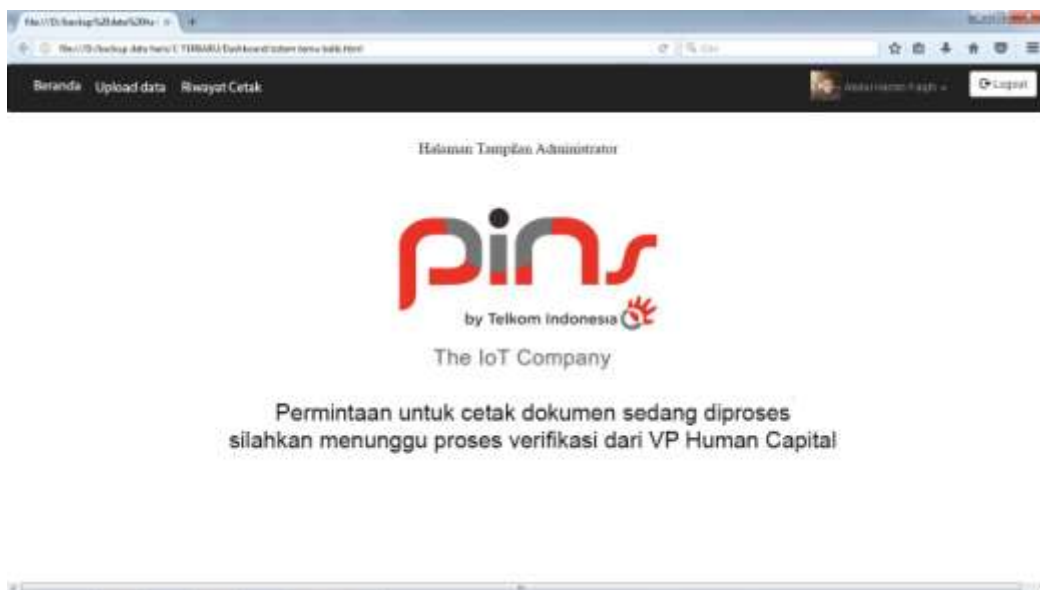 Beranda Upload data Riwayat Cetak
Logout
Halaman Tampilan Administrator
pins
by Telkom Indonesia
The IoT Company
Permintaan untuk cetak dokumen sedang diproses
silahkan menunggu proses verifikasi dari VP Human Capital